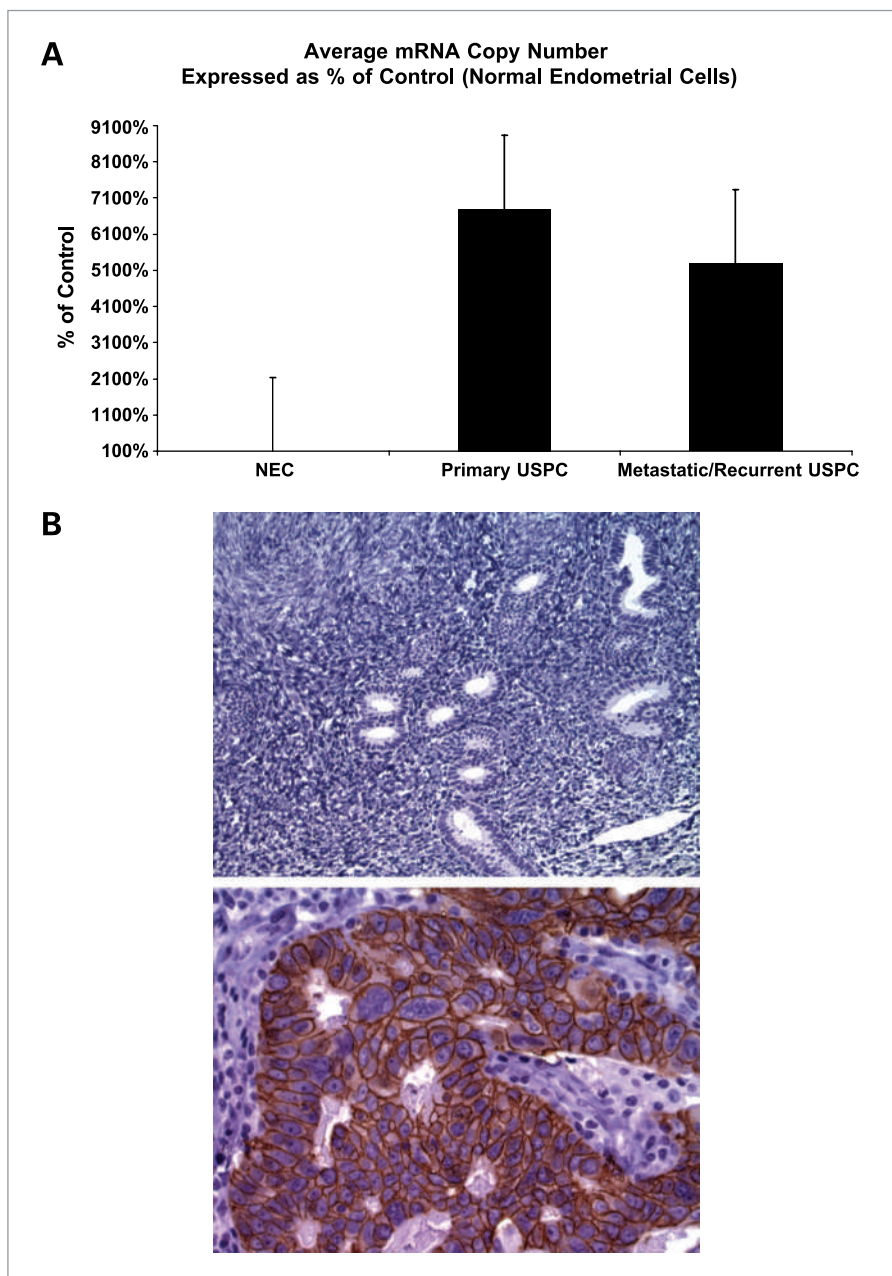 A
Average mRNA Copy Number
Expressed as % of Control (Normal Endometrial Cells)
% of Control
9100%
8100%
7100%
6100%
5100%
4100%
3100%
2100%
1100%
100%
NEC Primary USPC Metastatic/Recurrent USPC
B